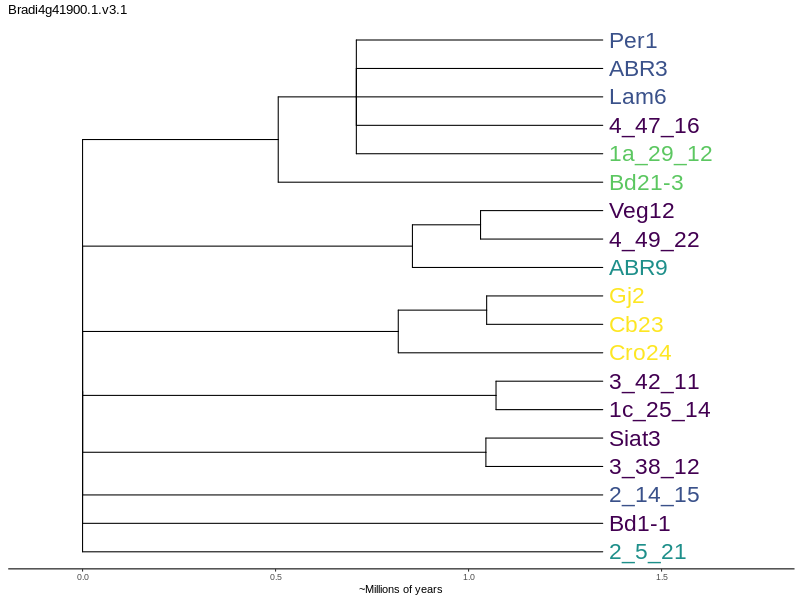 Bradi4g41900.1.v3.1
Per1
ABR3
Lam6
4_47_16
1a_29_12
Bd21-3
Veg12
4_49_22
ABR9
Gj2
Cb23
Cro24
3_42_11
1c_25_14
Siat3
3_38_12
2_14_15
Bd1-1
2_5_21
0.0 0.5 1.0 1.5
~Millions of years